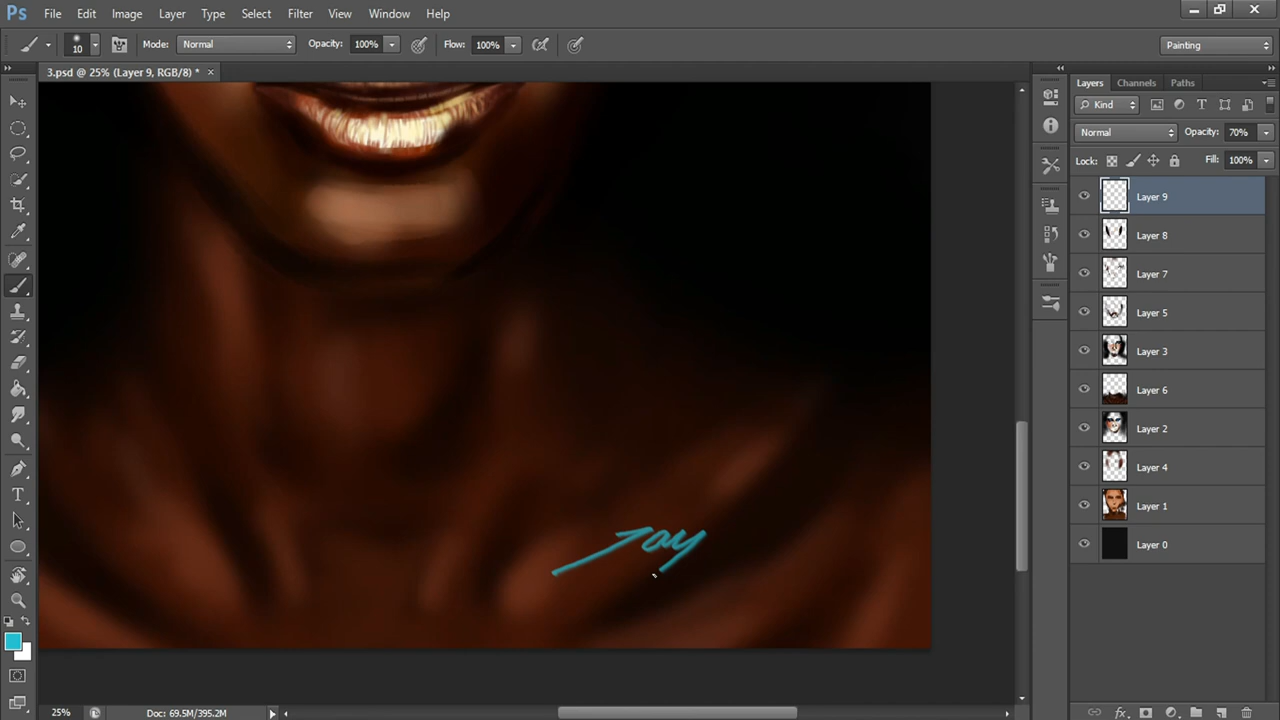 Ps File Edit Image Layer Type Select Filter View Window Help
10 Mode: Normal Opacity: 100% Flow: 100% Painting
3.psd @ 25% (Layer 9, RGB/8) * ×
Layers Channels Paths
Kind
Normal Opacity: 70%
Lock: Fill: 100%
Layer 9
Layer 8
Layer 7
Layer 5
Layer 3
Layer 6
Layer 2
Layer 4
Layer 1
Layer 0
Jay
25% Doc: 69.5M/395.2M